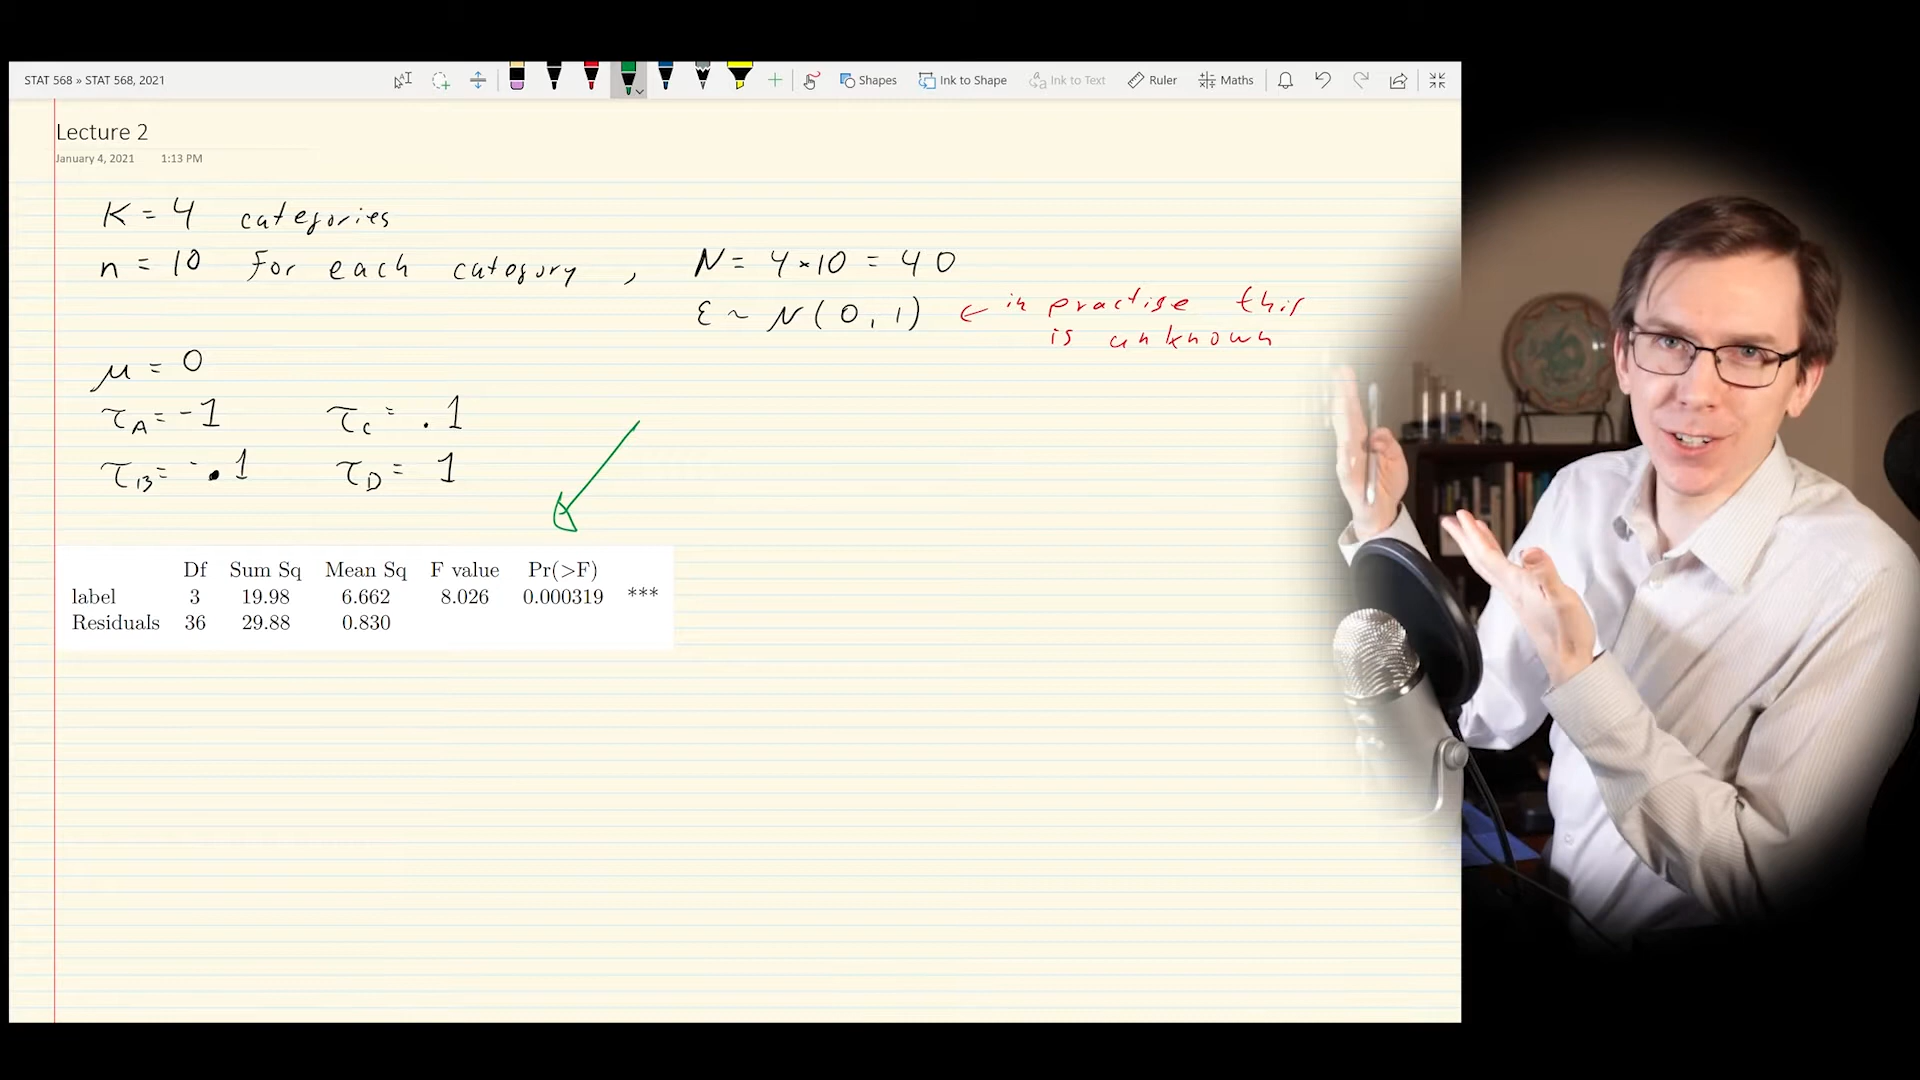 STAT 568 » STAT 568, 2021
Shapes Ink to Shape Ink to Text Ruler Maths
Lecture 2
January 4, 2021 1:13 PM
K = 4 categories
n = 10 for each category , N = 4 × 10 = 40
ε ~ N(0, 1) ← in practise this
is unknown
μ = 0
τA = -1 τC = .1
τB = -.1 τD = 1
Df Sum Sq Mean Sq F value Pr(>F)
label 3 19.98 6.662 8.026 0.000319 ***
Residuals 36 29.88 0.830